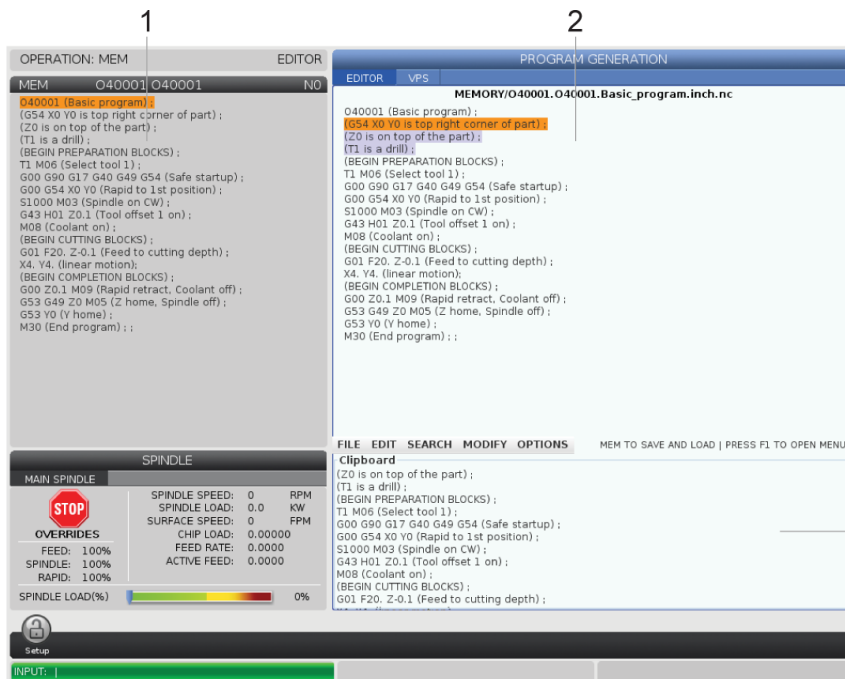 1
2
OPERATION: MEM EDITOR
MEM O40001 O40001 N0
O40001 (Basic program) ;
(G54 X0 Y0 is top right corner of part) ;
(Z0 is on top of the part) ;
(T1 is a drill) ;
(BEGIN PREPARATION BLOCKS) ;
T1 M06 (Select tool 1) ;
G00 G90 G17 G40 G49 G54 (Safe startup) ;
G00 G54 X0 Y0 (Rapid to 1st position) ;
S1000 M03 (Spindle on CW) ;
G43 H01 Z0.1 (Tool offset 1 on) ;
M08 (Coolant on) ;
(BEGIN CUTTING BLOCKS) ;
G01 F20. Z-0.1 (Feed to cutting depth) ;
X4. Y4. (linear motion);
(BEGIN COMPLETION BLOCKS) ;
G00 Z0.1 M09 (Rapid retract, Coolant off) ;
G53 G49 Z0 M05 (Z home, Spindle off) ;
G53 Y0 (Y home) ;
M30 (End program) ; ;
PROGRAM GENERATION
EDITOR VPS
MEMORY/O40001.O40001.Basic_program.inch.nc
O40001 (Basic program) ;
(G54 X0 Y0 is top right corner of part) ;
(Z0 is on top of the part) ;
(T1 is a drill) ;
(BEGIN PREPARATION BLOCKS) ;
T1 M06 (Select tool 1) ;
G00 G90 G17 G40 G49 G54 (Safe startup) ;
G00 G54 X0 Y0 (Rapid to 1st position) ;
S1000 M03 (Spindle on CW) ;
G43 H01 Z0.1 (Tool offset 1 on) ;
M08 (Coolant on) ;
(BEGIN CUTTING BLOCKS) ;
G01 F20. Z-0.1 (Feed to cutting depth) ;
X4. Y4. (linear motion);
(BEGIN COMPLETION BLOCKS) ;
G00 Z0.1 M09 (Rapid retract, Coolant off) ;
G53 G49 Z0 M05 (Z home, Spindle off) ;
G53 Y0 (Y home) ;
M30 (End program) ; ;
FILE EDIT SEARCH MODIFY OPTIONS MEM TO SAVE AND LOAD | PRESS F1 TO OPEN MENU
Clipboard
(Z0 is on top of the part) ;
(T1 is a drill) ;
(BEGIN PREPARATION BLOCKS) ;
T1 M06 (Select tool 1) ;
G00 G90 G17 G40 G49 G54 (Safe startup) ;
G00 G54 X0 Y0 (Rapid to 1st position) ;
S1000 M03 (Spindle on CW) ;
G43 H01 Z0.1 (Tool offset 1 on) ;
M08 (Coolant on) ;
(BEGIN CUTTING BLOCKS) ;
G01 F20. Z-0.1 (Feed to cutting depth) ;
SPINDLE
MAIN SPINDLE
STOP
OVERRIDES
FEED: 100%
SPINDLE: 100%
RAPID: 100%
SPINDLE SPEED: 0 RPM
SPINDLE LOAD: 0.0 KW
SURFACE SPEED: 0 FPM
CHIP LOAD: 0.00000
FEED RATE: 0.0000
ACTIVE FEED: 0.0000
SPINDLE LOAD(%) 0%
Setup
INPUT: |